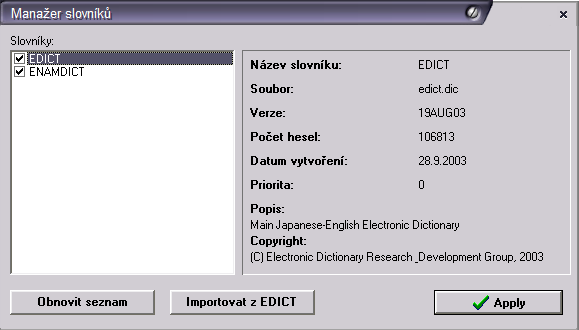 Manažer slovníků
Slovníky:
EDICT
ENAMDICT
Název slovníku: EDICT
Soubor: edict.dic
Verze: 19AUG03
Počet hesel: 106813
Datum vytvoření: 28.9.2003
Priorita: 0
Popis:
Main Japanese-English Electronic Dictionary
Copyright:
(C) Electronic Dictionary Research _Development Group, 2003
Obnovit seznam Importovat z EDICT Apply